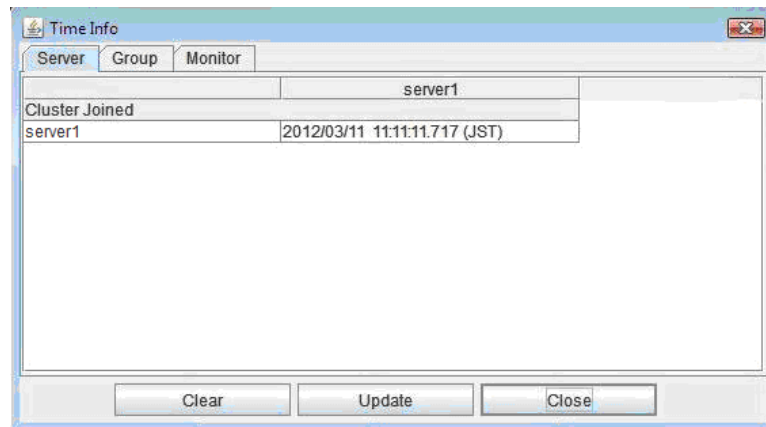 Time Info
Server Group Monitor
server1
Cluster Joined
server1 2012/03/11 11:11:11.717 (JST)
Clear Update Close